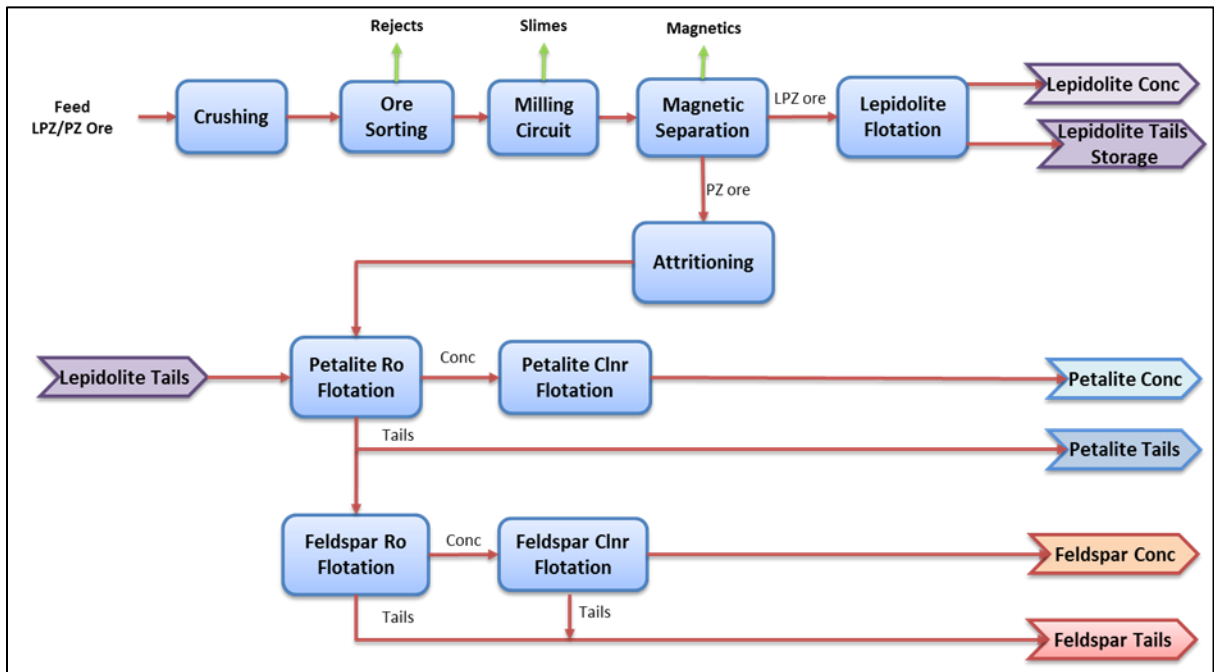 Rejects
Slimes
Magnetics
Feed
LPZ/PZ Ore
Crushing
Ore
Sorting
Milling
Circuit
Magnetic
Separation
LPZ ore
Lepidolite
Flotation
Lepidolite Conc
Lepidolite Tails
Storage
PZ ore
Attritioning
Lepidolite Tails
Petalite Ro
Flotation
Conc
Petalite Clnr
Flotation
Petalite Conc
Tails
Petalite Tails
Feldspar Ro
Flotation
Conc
Feldspar Clnr
Flotation
Feldspar Conc
Tails
Tails
Feldspar Tails